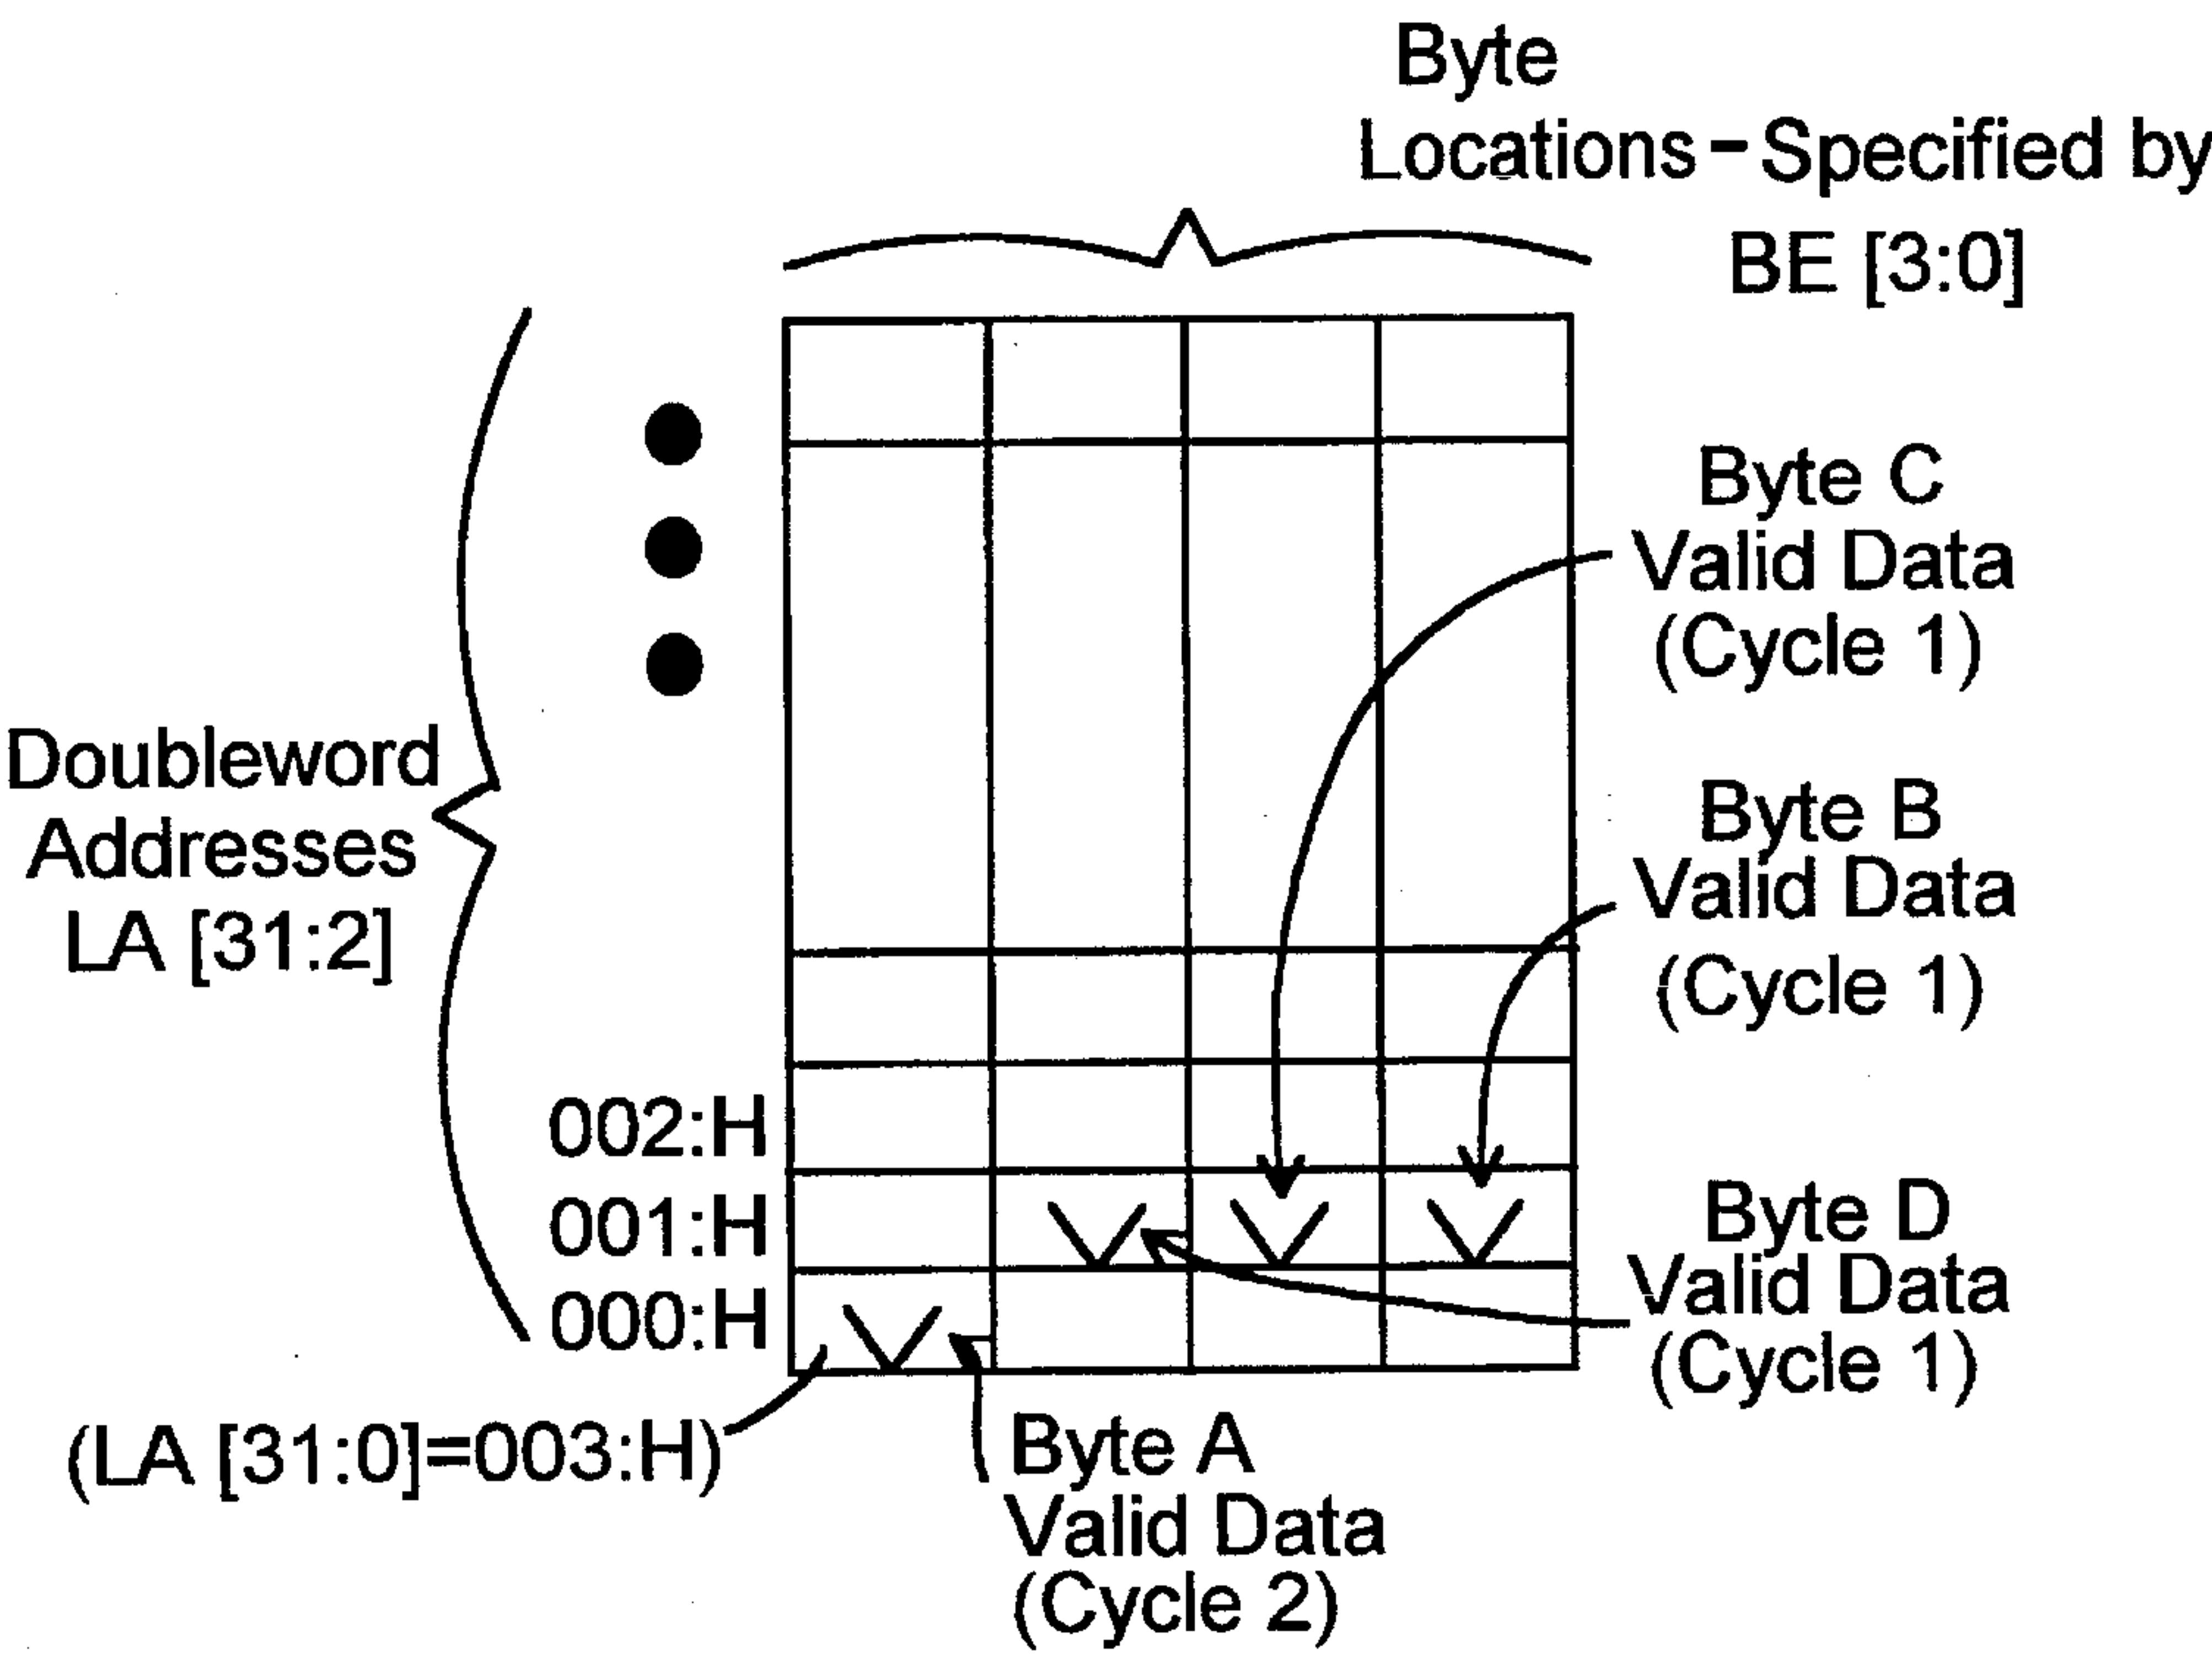 Byte
Locations - Specified by
BE [3:0]
Byte C
Valid Data
(Cycle 1)
Doubleword
Addresses
LA [31:2]
Byte B
Valid Data
(Cycle 1)
002:H
001:H
000:H
Byte D
Valid Data
(Cycle 1)
(LA [31:0]=003:H)
Byte A
Valid Data
(Cycle 2)